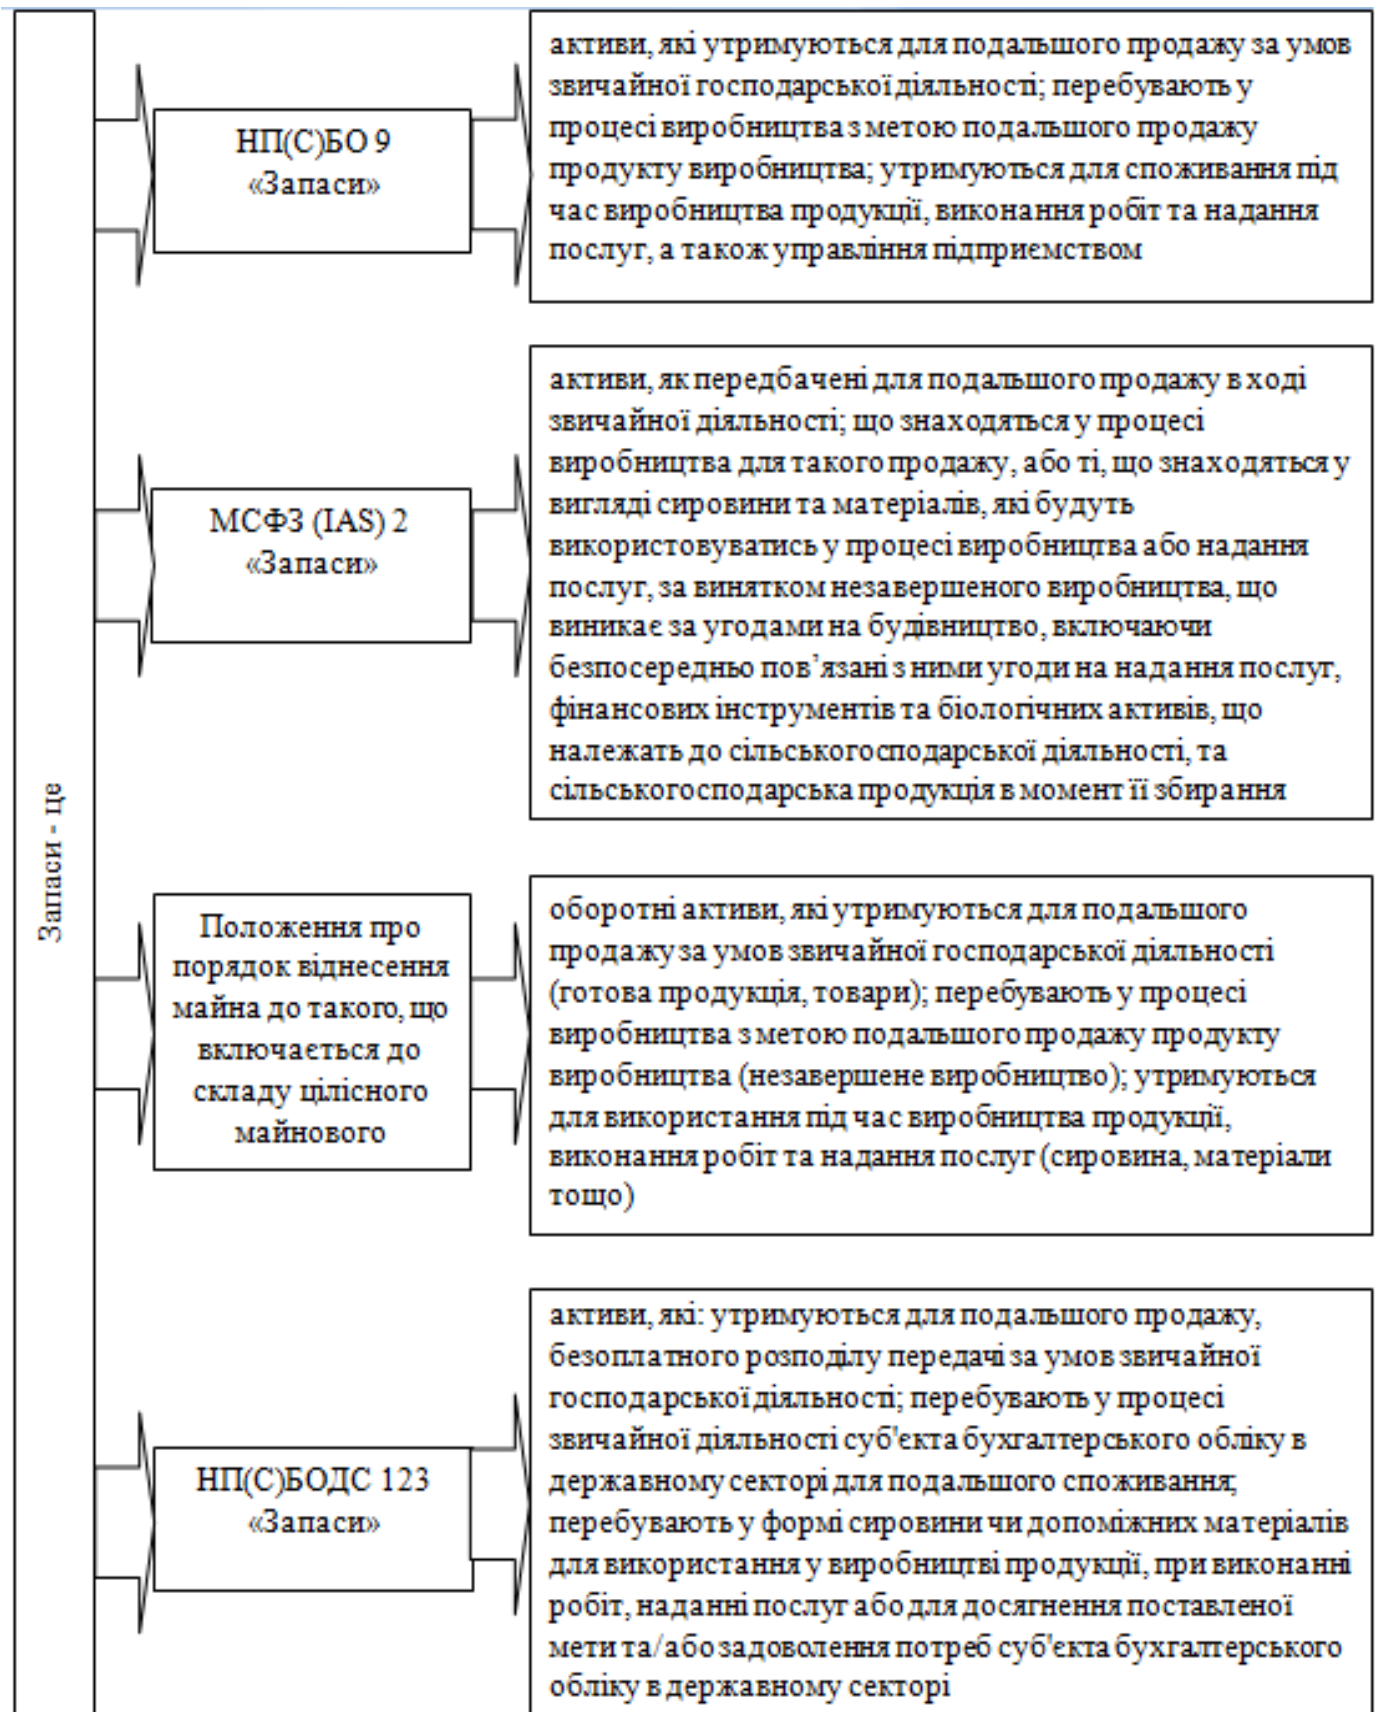 Запаси - це
НП(С)БО 9
«Запаси»
активи, які утримуються для подальшого продажу за умов
звичайної господарської діяльності; перебувають у
процесі виробництва з метою подальшого продажу
продукту виробництва; утримуються для споживання під
час виробництва продукції, виконання робіт та надання
послуг, а також управління підприємством
МСФЗ (IAS) 2
«Запаси»
активи, як передбачені для подальшого продажу в ході
звичайної діяльності; що знаходяться у процесі
виробництва для такого продажу, або ті, що знаходяться у
вигляді сировини та матеріалів, які будуть
використовуватись у процесі виробництва або надання
послуг, за винятком незавершеного виробництва, що
виникає за угодами на будівництво, включаючи
безпосередньо пов’язані з ними угоди на надання послуг,
фінансових інструментів та біологічних активів, що
належать до сільськогосподарської діяльності, та
сільськогосподарська продукція в момент її збирання
Положення про
порядок віднесення
майна до такого, що
включається до
складу цілісного
майнового
оборотні активи, які утримуються для подальшого
продажу за умов звичайної господарської діяльності
(готова продукція, товари); перебувають у процесі
виробництва з метою подальшого продажу продукту
виробництва (незавершене виробництво); утримуються
для використання під час виробництва продукції,
виконання робіт та надання послуг (сировина, матеріали
тощо)
НП(С)БОДС 123
«Запаси»
активи, які: утримуються для подальшого продажу,
безоплатного розподілу передачі за умов звичайної
господарської діяльності; перебувають у процесі
звичайної діяльності суб'єкта бухгалтерського обліку в
державному секторі для подальшого споживання;
перебувають у формі сировини чи допоміжних матеріалів
для використання у виробництві продукції, при виконанні
робіт, наданні послуг або для досягнення поставленої
мети та/або задоволення потреб суб'єкта бухгалтерського
обліку в державному секторі